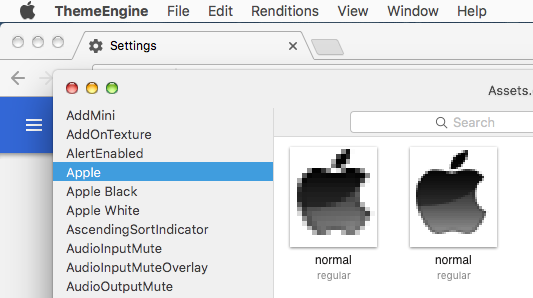 ThemeEngine File Edit Renditions View Window Help
Settings
Assets.
AddMini
AddOnTexture
AlertEnabled
Apple
Apple Black
Apple White
AscendingSortIndicator
AudioInputMute
AudioInputMuteOverlay
AudioOutputMute
Search
normal normal
regular regular